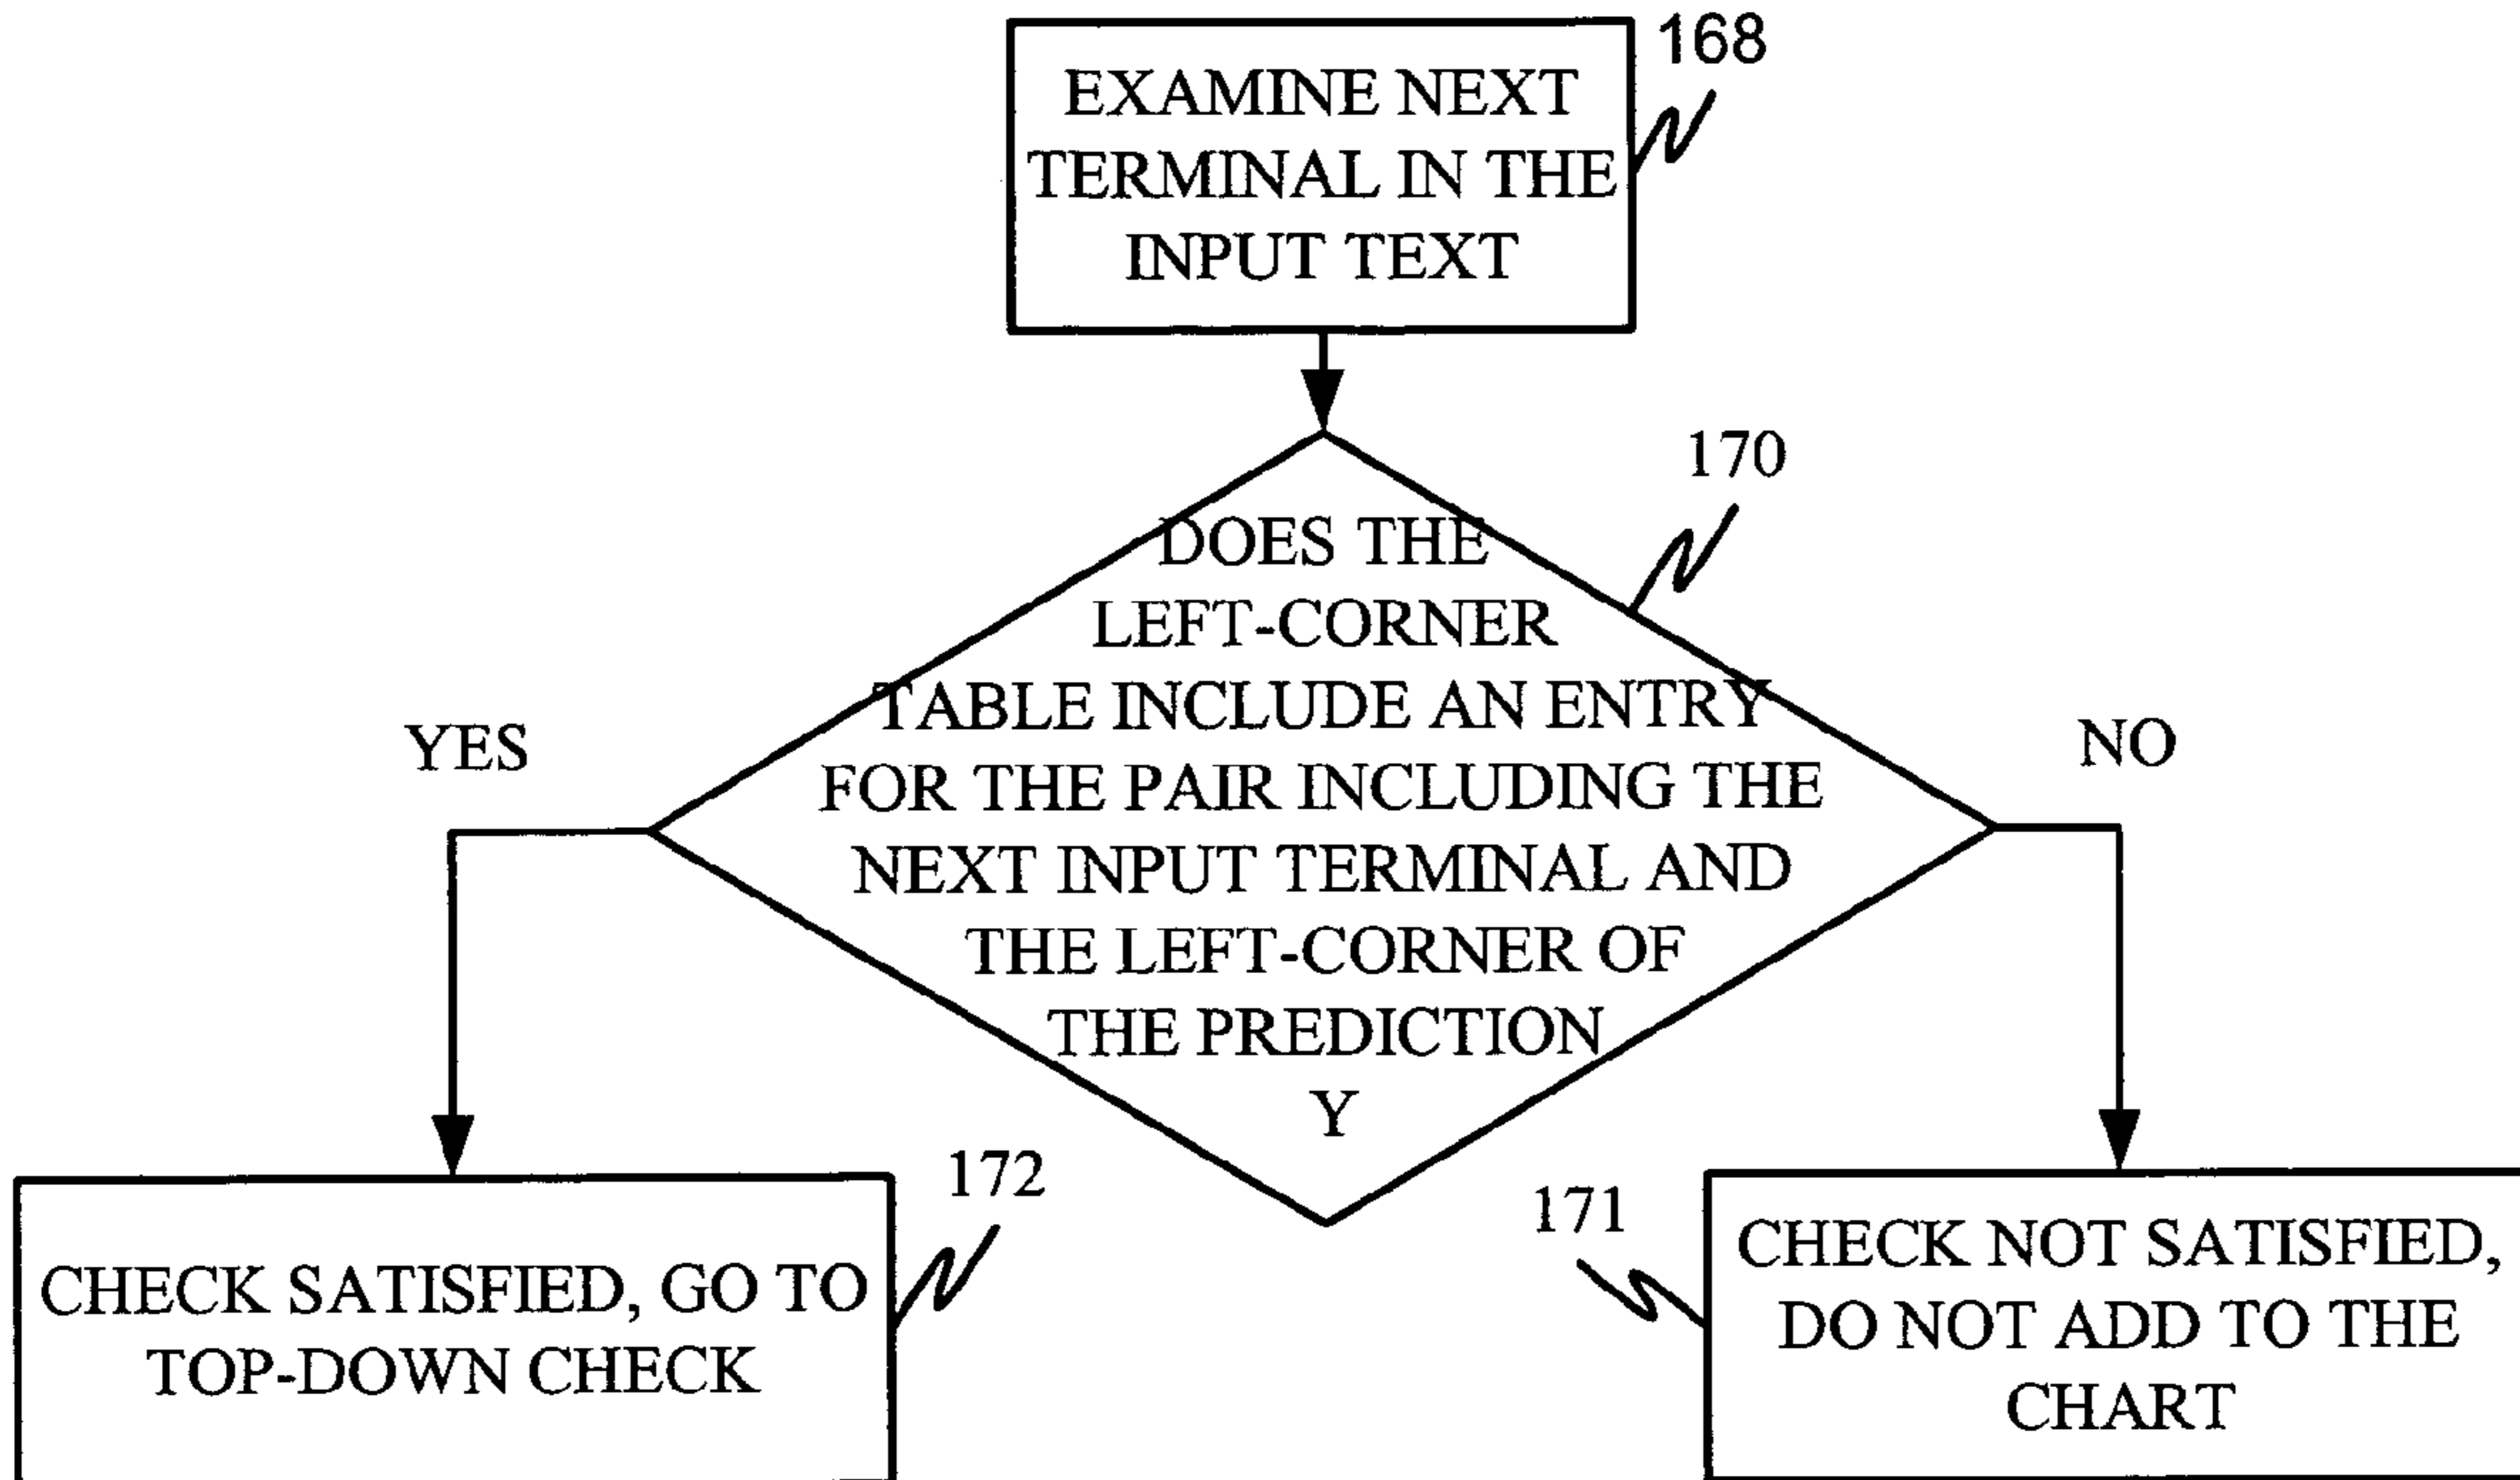 168
EXAMINE NEXT
TERMINAL IN THE
INPUT TEXT
170
DOES THE
LEFT-CORNER
TABLE INCLUDE AN ENTRY
FOR THE PAIR INCLUDING THE
NEXT INPUT TERMINAL AND
THE LEFT-CORNER OF
THE PREDICTION
Y
YES
NO
172
CHECK SATISFIED, GO TO
TOP-DOWN CHECK
171
CHECK NOT SATISFIED,
DO NOT ADD TO THE
CHART